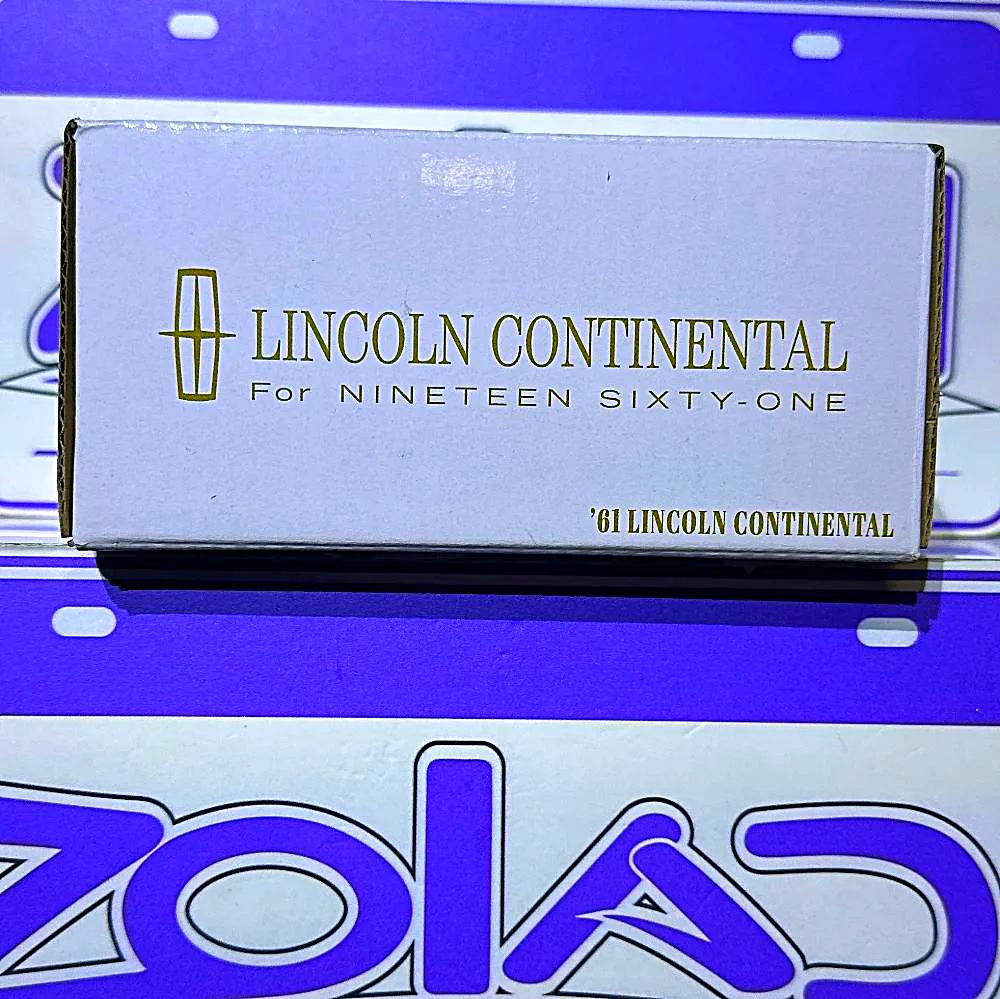 LINCOLN CONTINENTAL
For NINETEEN SIXTY-ONE
'61 LINCOLN CONTINENTAL